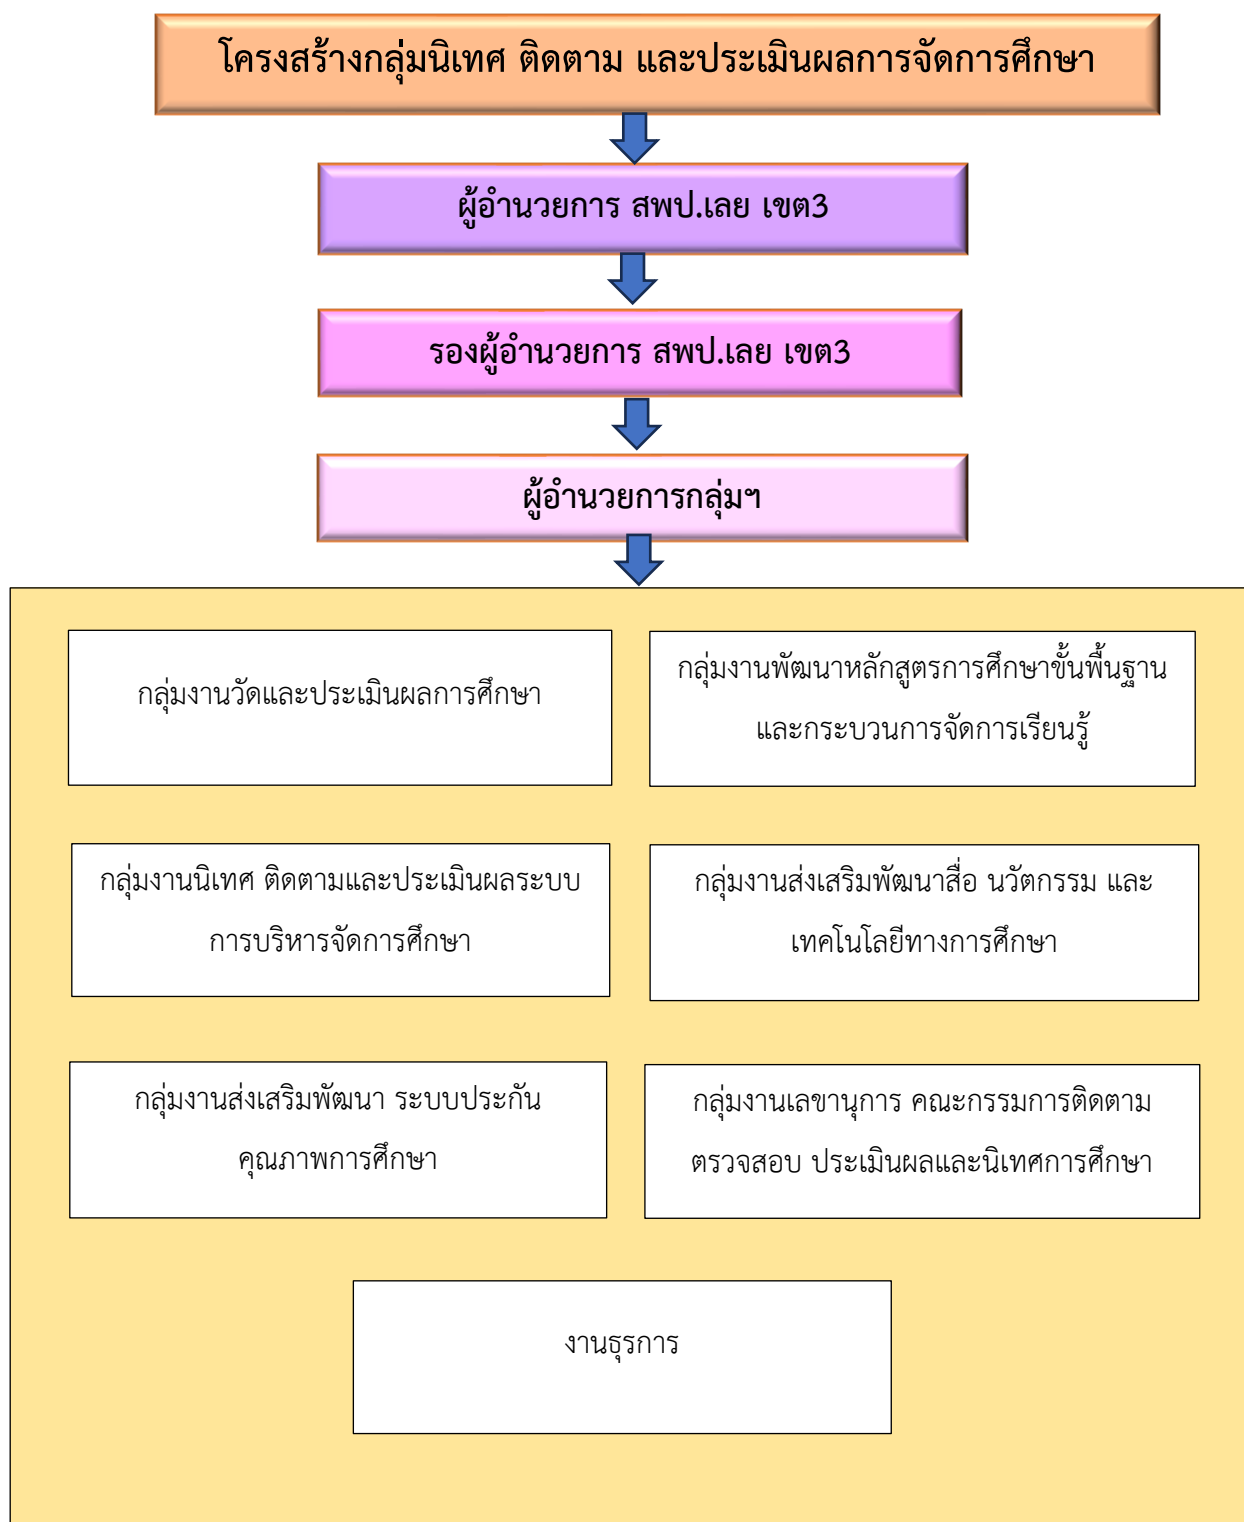 โครงสร้างกลุ่มนิเทศ ติดตาม และประเมินผลการจัดการศึกษา
ผู้อำนวยการ สพป.เลย เขต3
รองผู้อำนวยการ สพป.เลย เขต3
ผู้อำนวยการกลุ่มฯ
กลุ่มงานวัดและประเมินผลการศึกษา
กลุ่มงานพัฒนาหลักสูตรการศึกษาขั้นพื้นฐาน
และกระบวนการจัดการเรียนรู้
กลุ่มงานนิเทศ ติดตามและประเมินผลระบบ
การบริหารจัดการศึกษา
กลุ่มงานส่งเสริมพัฒนาสื่อ นวัตกรรม และ
เทคโนโลยีทางการศึกษา
กลุ่มงานส่งเสริมพัฒนา ระบบประกัน
คุณภาพการศึกษา
กลุ่มงานเลขานุการ คณะกรรมการติดตาม
ตรวจสอบ ประเมินผลและนิเทศการศึกษา
งานธุรการ